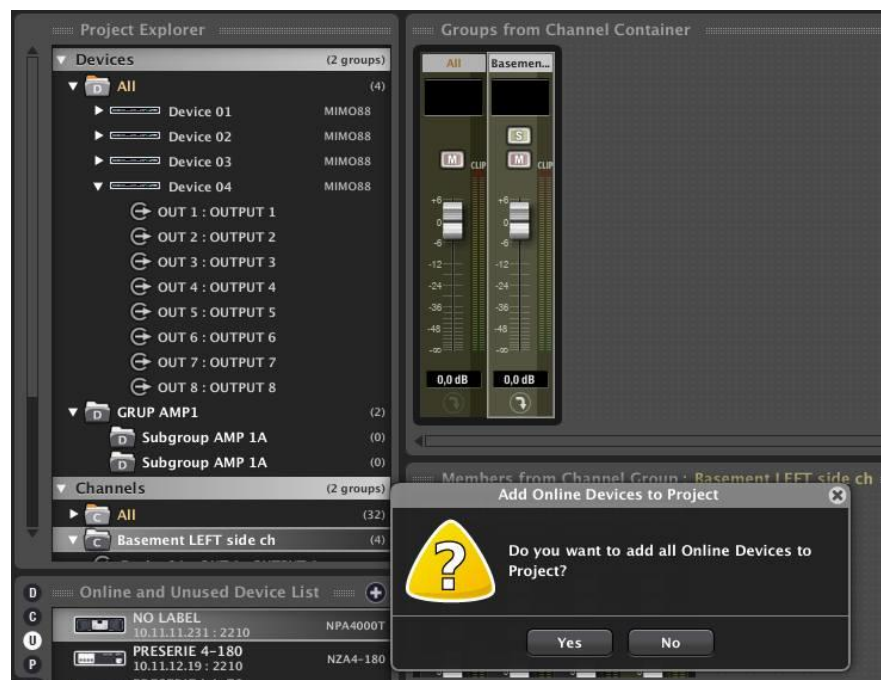 Project Explorer
Devices (2 groups)
D All (4)
Device 01 MIMO88
Device 02 MIMO88
Device 03 MIMO88
Device 04 MIMO88
OUT 1 : OUTPUT 1
OUT 2 : OUTPUT 2
OUT 3 : OUTPUT 3
OUT 4 : OUTPUT 4
OUT 5 : OUTPUT 5
OUT 6 : OUTPUT 6
OUT 7 : OUTPUT 7
OUT 8 : OUTPUT 8
D GRUP AMP1 (2)
D Subgroup AMP 1A (0)
D Subgroup AMP 1A (0)
Channels (2 groups)
C All (32)
C Basement LEFT side ch (4)
D
C
U
P
Online and Unused Device List
NO LABEL
10.11.11.231 : 2210 NPA4000T
PRESERIE 4-180
10.11.12.19 : 2210 NZA4-180
Groups from Channel Container
All Basemen...
S
M CLIP M CLIP
+6 +6
0 0
-6 -6
-12 -12
-24 -24
-36 -36
-48 -48
-∞ -∞
0,0 dB 0,0 dB
Members from Channel Group : Basement LEFT side ch
Add Online Devices to Project
Do you want to add all Online Devices to
Project?
Yes No